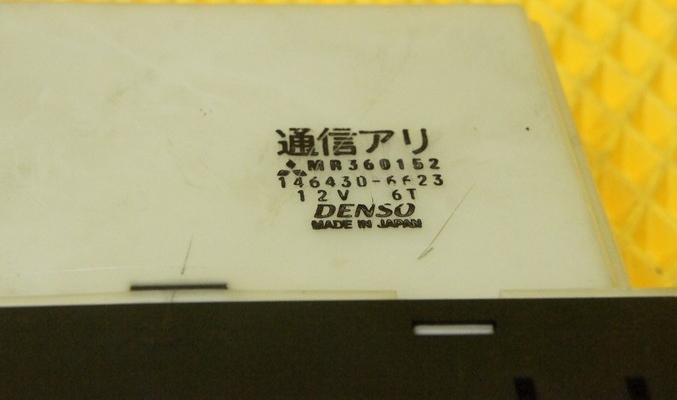 通信アリ
MR360152
146430-6623
12V 6T
DENSO
MADE IN JAPAN